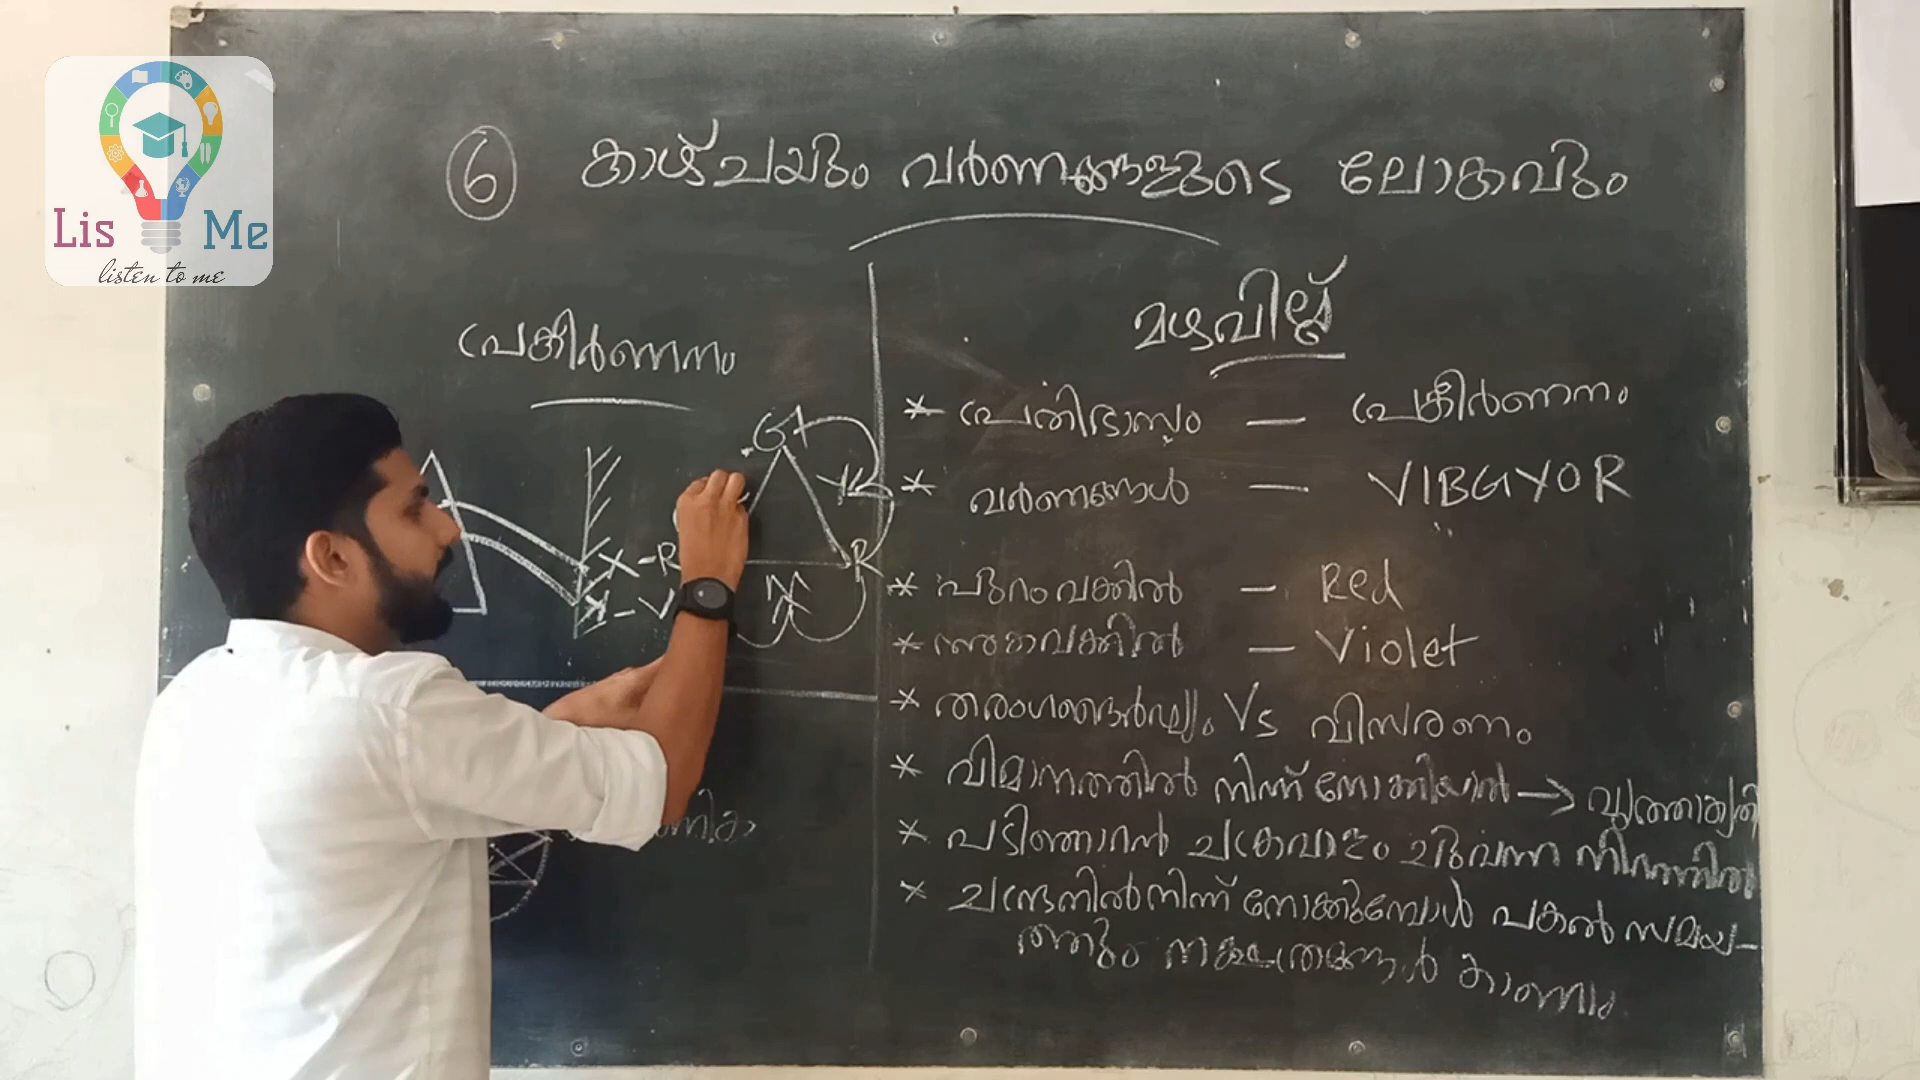 Lis Me
listen to me
6 കാഴ്ചയും വർണങ്ങളുടെ ലോകവും
പ്രകീർണനം
G
Y
R
M
X-R
X-V
മഴവില്ല്
* പ്രതിഭാസം — പ്രകീർണനം
* വർണങ്ങൾ — VIBGYOR
* പുറംവക്കിൽ — Red
* അകവക്കിൽ — Violet
* തരംഗദൈർഘ്യം Vs വിസരണം
* വിമാനത്തിൽ നിന്ന് നോക്കിയാൽ → വൃത്താകൃതി
* പടിഞ്ഞാറൻ ചക്രവാളം ചുവന്ന നിറത്തിൽ
* ചന്ദ്രനിൽനിന്ന് നോക്കുമ്പോൾ പകൽ സമയ-
ത്തും നക്ഷത്രങ്ങൾ കാണാം